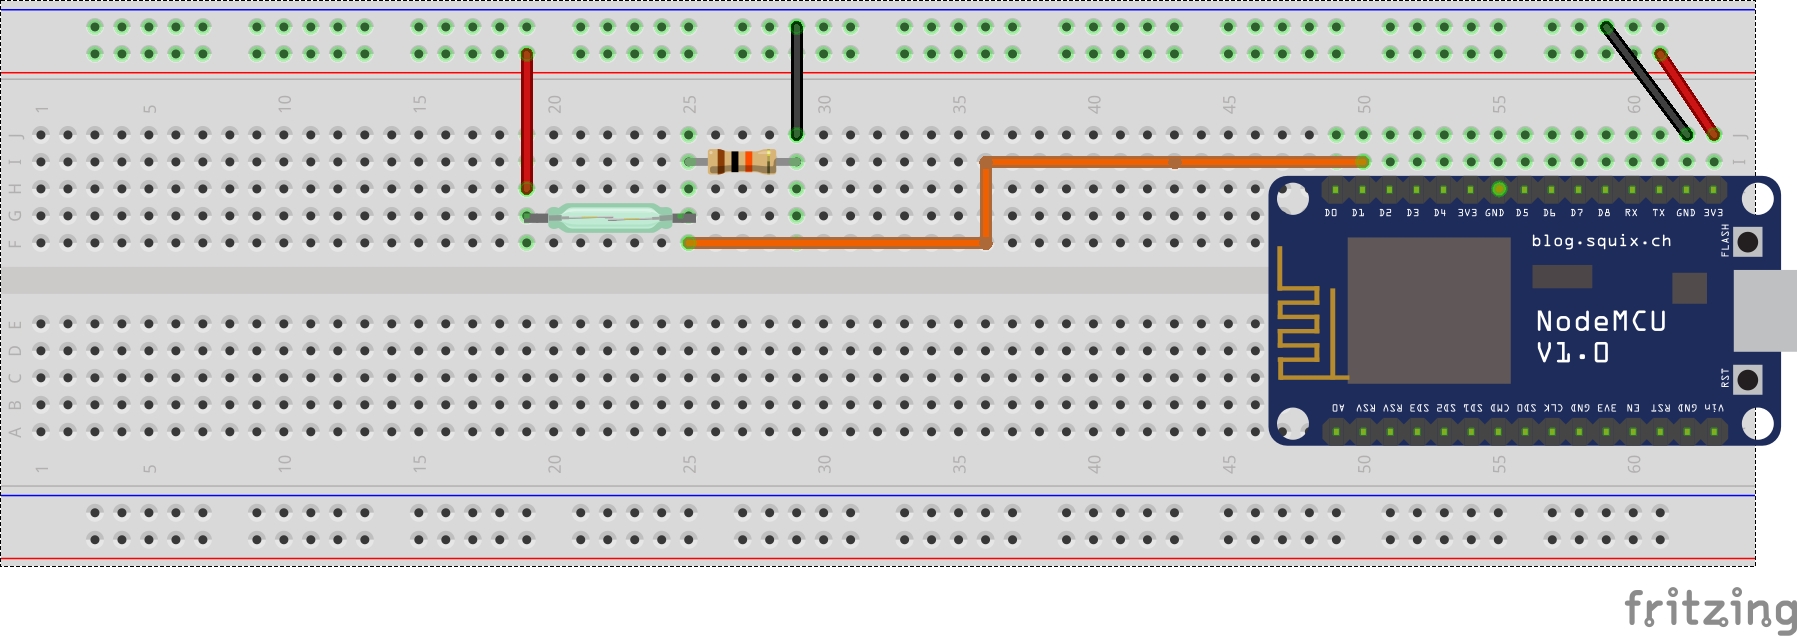 1 5 10 15 20 25 30 35 40 45 50 55 60
J J
I I
H
G
F
D0 D1 D2 D3 D4 3V3 GND D5 D6 D7 D8 RX TX GND 3V3
blog.squix.ch
FLASH
E
D
C
B
A
NodeMCU
V1.0
RST
A0 RSV RSV SD3 SD2 SD1 CMD SD0 CLK GND 3V3 EN RST GND Vin
1 5 10 15 20 25 30 35 40 45 50 55 60
fritzing